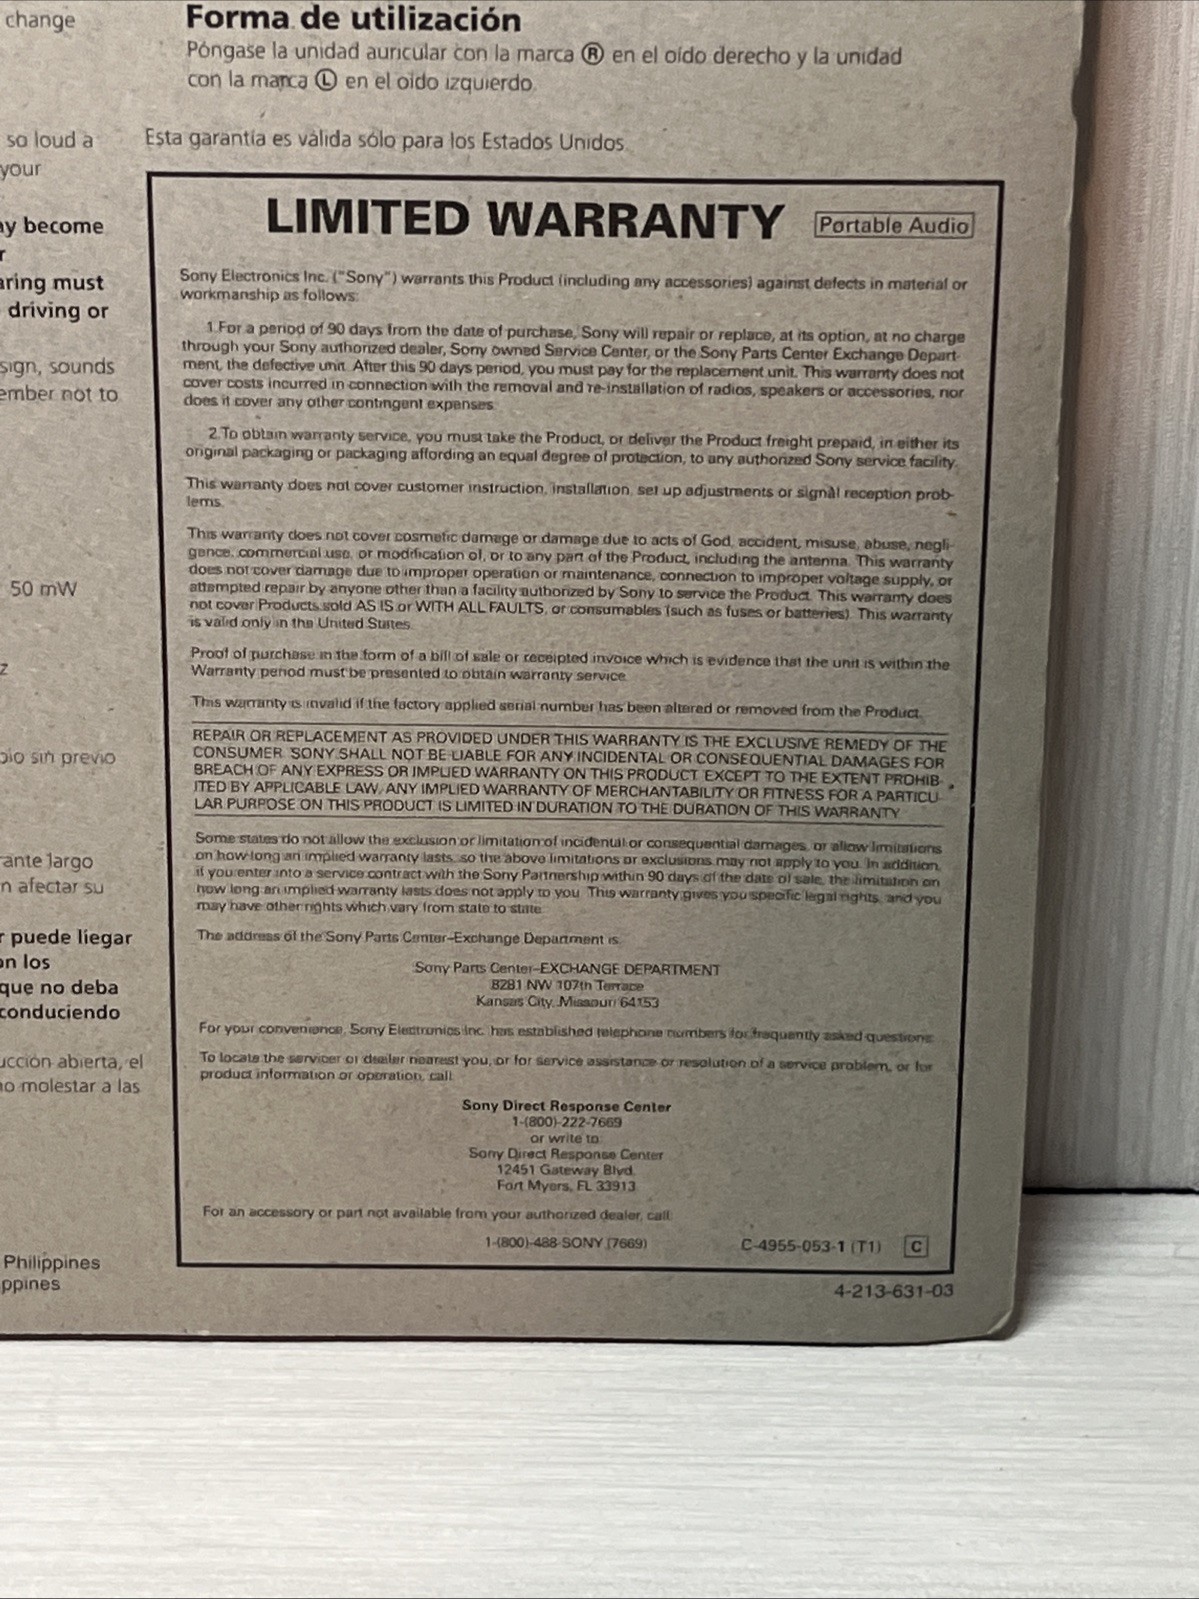 change
so loud a
your
ay become
r
aring must
driving or
sign, sounds
ember not to
50 mW
z
bio sin previo
rante largo
n afectar su
r puede llegar
on los
que no deba
conduciendo
ucción abierta, el
no molestar a las
Philippines
ppines
Forma de utilización
Póngase la unidad auricular con la marca Ⓡ en el oído derecho y la unidad
con la marca Ⓛ en el oído izquierdo.
Esta garantía es válida sólo para los Estados Unidos.
LIMITED WARRANTY Portable Audio
Sony Electronics Inc. ("Sony") warrants this Product (including any accessories) against defects in material or
workmanship as follows:
1.For a period of 90 days from the date of purchase, Sony will repair or replace, at its option, at no charge
through your Sony authorized dealer, Sony owned Service Center, or the Sony Parts Center Exchange Depart-
ment, the defective unit. After this 90 days period, you must pay for the replacement unit. This warranty does not
cover costs incurred in connection with the removal and re-installation of radios, speakers or accessories, nor
does it cover any other contingent expenses.
2.To obtain warranty service, you must take the Product, or deliver the Product freight prepaid, in either its
original packaging or packaging affording an equal degree of protection, to any authorized Sony service facility.
This warranty does not cover customer instruction, installation, set up adjustments or signal reception prob-
lems.
This warranty does not cover cosmetic damage or damage due to acts of God, accident, misuse, abuse, negli-
gence, commercial use, or modification of, or to any part of the Product, including the antenna. This warranty
does not cover damage due to improper operation or maintenance, connection to improper voltage supply, or
attempted repair by anyone other than a facility authorized by Sony to service the Product. This warranty does
not cover Products sold AS IS or WITH ALL FAULTS, or consumables (such as fuses or batteries). This warranty
is valid only in the United States.
Proof of purchase in the form of a bill of sale or receipted invoice which is evidence that the unit is within the
Warranty period must be presented to obtain warranty service.
This warranty is invalid if the factory applied serial number has been altered or removed from the Product.
REPAIR OR REPLACEMENT AS PROVIDED UNDER THIS WARRANTY IS THE EXCLUSIVE REMEDY OF THE
CONSUMER. SONY SHALL NOT BE LIABLE FOR ANY INCIDENTAL OR CONSEQUENTIAL DAMAGES FOR
BREACH OF ANY EXPRESS OR IMPLIED WARRANTY ON THIS PRODUCT. EXCEPT TO THE EXTENT PROHIB-
ITED BY APPLICABLE LAW, ANY IMPLIED WARRANTY OF MERCHANTABILITY OR FITNESS FOR A PARTICU-
LAR PURPOSE ON THIS PRODUCT IS LIMITED IN DURATION TO THE DURATION OF THIS WARRANTY.
Some states do not allow the exclusion or limitation of incidental or consequential damages, or allow limitations
on how long an implied warranty lasts, so the above limitations or exclusions may not apply to you. In addition,
if you enter into a service contract with the Sony Partnership within 90 days of the date of sale, the limitation on
how long an implied warranty lasts does not apply to you. This warranty gives you specific legal rights, and you
may have other rights which vary from state to state.
The address of the Sony Parts Center–Exchange Department is:
Sony Parts Center–EXCHANGE DEPARTMENT
8281 NW 107th Terrace
Kansas City, Missouri 64153
For your convenience, Sony Electronics Inc. has established telephone numbers for frequently asked questions:
To locate the servicer or dealer nearest you, or for service assistance or resolution of a service problem, or for
product information or operation, call:
Sony Direct Response Center
1-(800)-222-7669
or write to:
Sony Direct Response Center
12451 Gateway Blvd.
Fort Myers, FL 33913
For an accessory or part not available from your authorized dealer, call:
1-(800)-488-SONY (7669)
C-4955-053-1 (T1) C
4-213-631-03